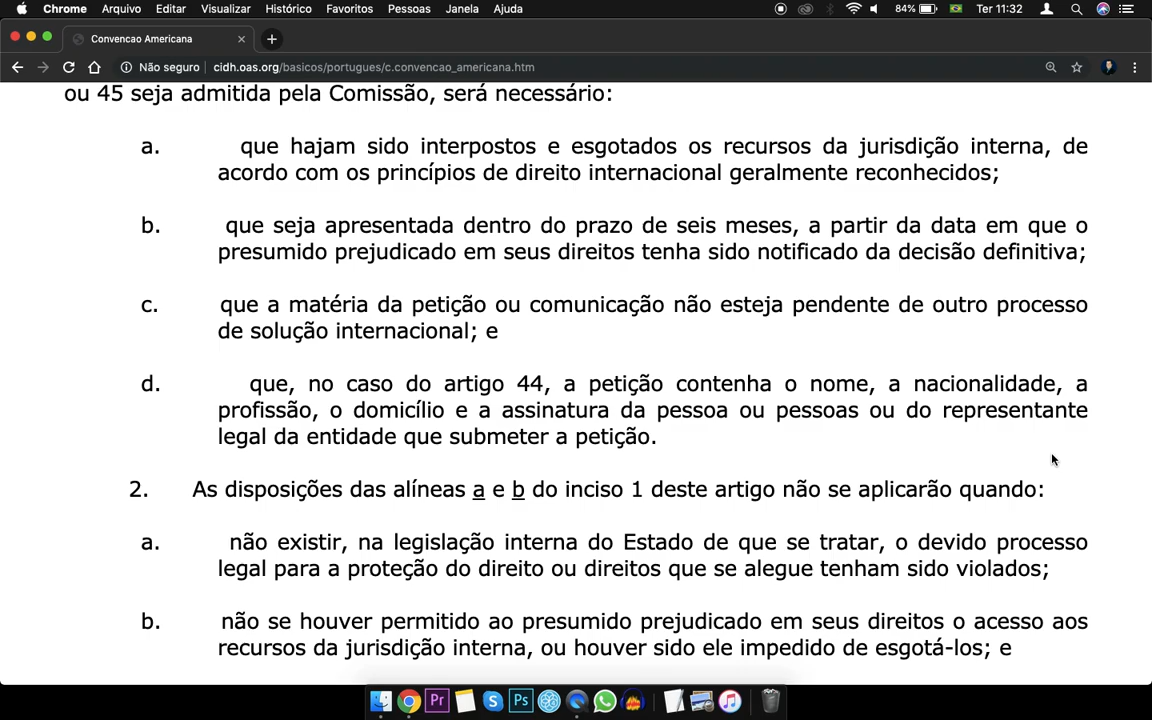 Chrome Arquivo Editar Visualizar Histórico Favoritos Pessoas Janela Ajuda 84% Ter 11:32
Convencao Americana
Não seguro cidh.oas.org/basicos/portugues/c.convencao_americana.htm
ou 45 seja admitida pela Comissão, será necessário:
a. que hajam sido interpostos e esgotados os recursos da jurisdição interna, de
acordo com os princípios de direito internacional geralmente reconhecidos;
b. que seja apresentada dentro do prazo de seis meses, a partir da data em que o
presumido prejudicado em seus direitos tenha sido notificado da decisão definitiva;
c. que a matéria da petição ou comunicação não esteja pendente de outro processo
de solução internacional; e
d. que, no caso do artigo 44, a petição contenha o nome, a nacionalidade, a
profissão, o domicílio e a assinatura da pessoa ou pessoas ou do representante
legal da entidade que submeter a petição.
2. As disposições das alíneas a e b do inciso 1 deste artigo não se aplicarão quando:
a. não existir, na legislação interna do Estado de que se tratar, o devido processo
legal para a proteção do direito ou direitos que se alegue tenham sido violados;
b. não se houver permitido ao presumido prejudicado em seus direitos o acesso aos
recursos da jurisdição interna, ou houver sido ele impedido de esgotá-los; e
Pr Ps